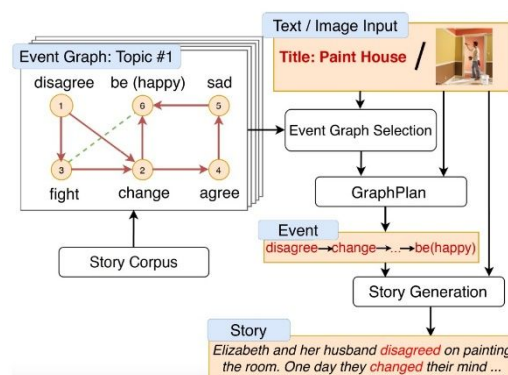 Text / Image Input
Title: Paint House /
Event Graph: Topic #1
disagree be (happy) sad
1 6 5
3 2 4
fight change agree
Story Corpus
Event Graph Selection
GraphPlan
Event
disagree→change→...→be(happy)
Story Generation
Story
Elizabeth and her husband disagreed on painting
the room. One day they changed their mind ...